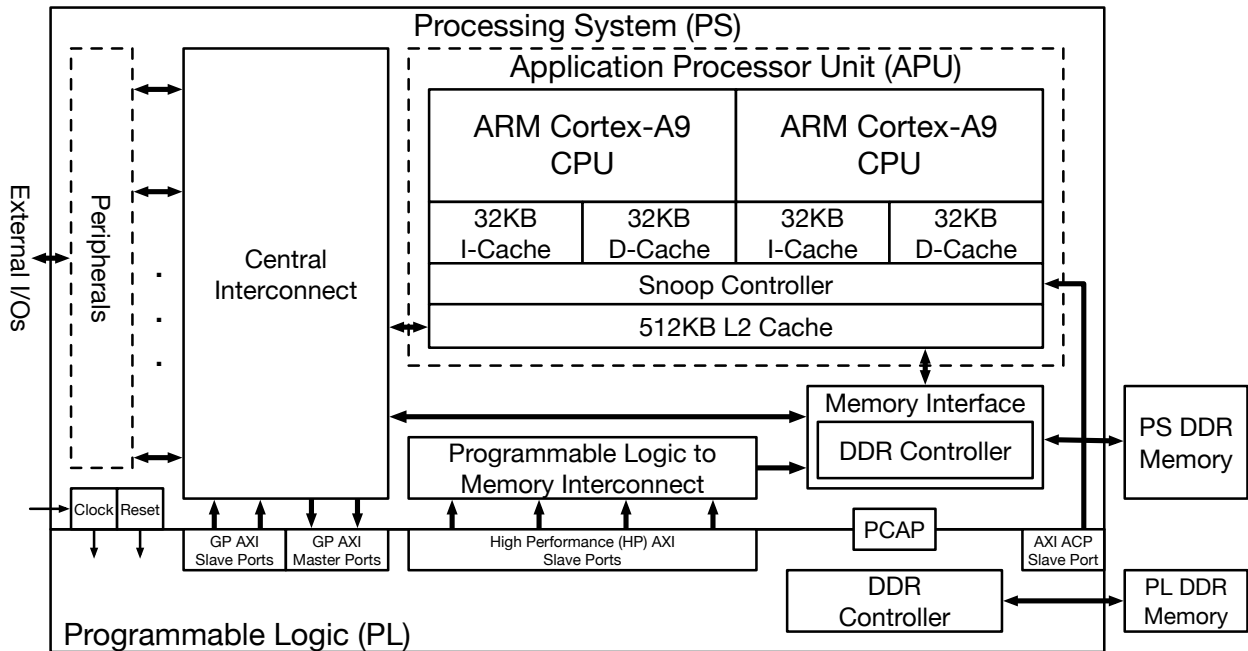 Processing System (PS)
Application Processor Unit (APU)
ARM Cortex-A9
CPU
ARM Cortex-A9
CPU
32KB
I-Cache
32KB
D-Cache
32KB
I-Cache
32KB
D-Cache
Snoop Controller
512KB L2 Cache
External I/Os
Peripherals
Central
Interconnect
Memory Interface
DDR Controller
PS DDR
Memory
Programmable Logic to
Memory Interconnect
Clock
Reset
GP AXI
Slave Ports
GP AXI
Master Ports
High Performance (HP) AXI
Slave Ports
PCAP
AXI ACP
Slave Port
DDR
Controller
PL DDR
Memory
Programmable Logic (PL)